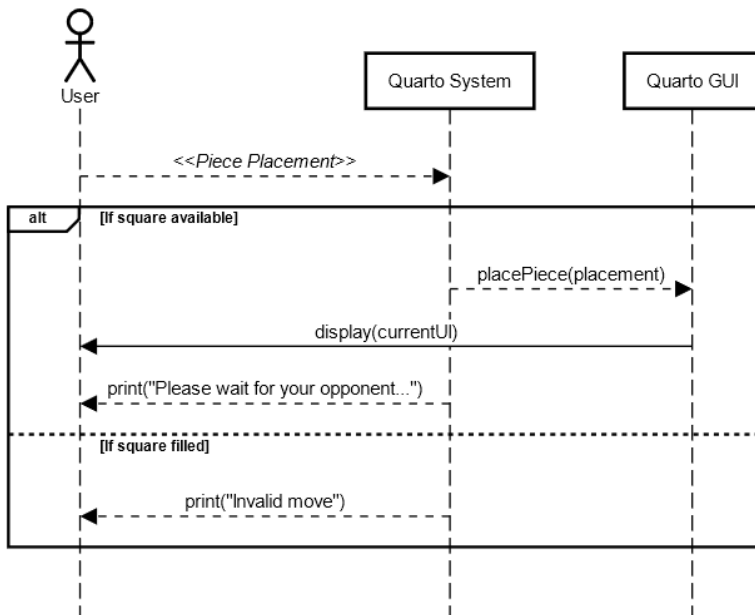 User
Quarto System
Quarto GUI
<<Piece Placement>>
alt
[If square available]
placePiece(placement)
display(currentUI)
print("Please wait for your opponent...")
[If square filled]
print("Invalid move")